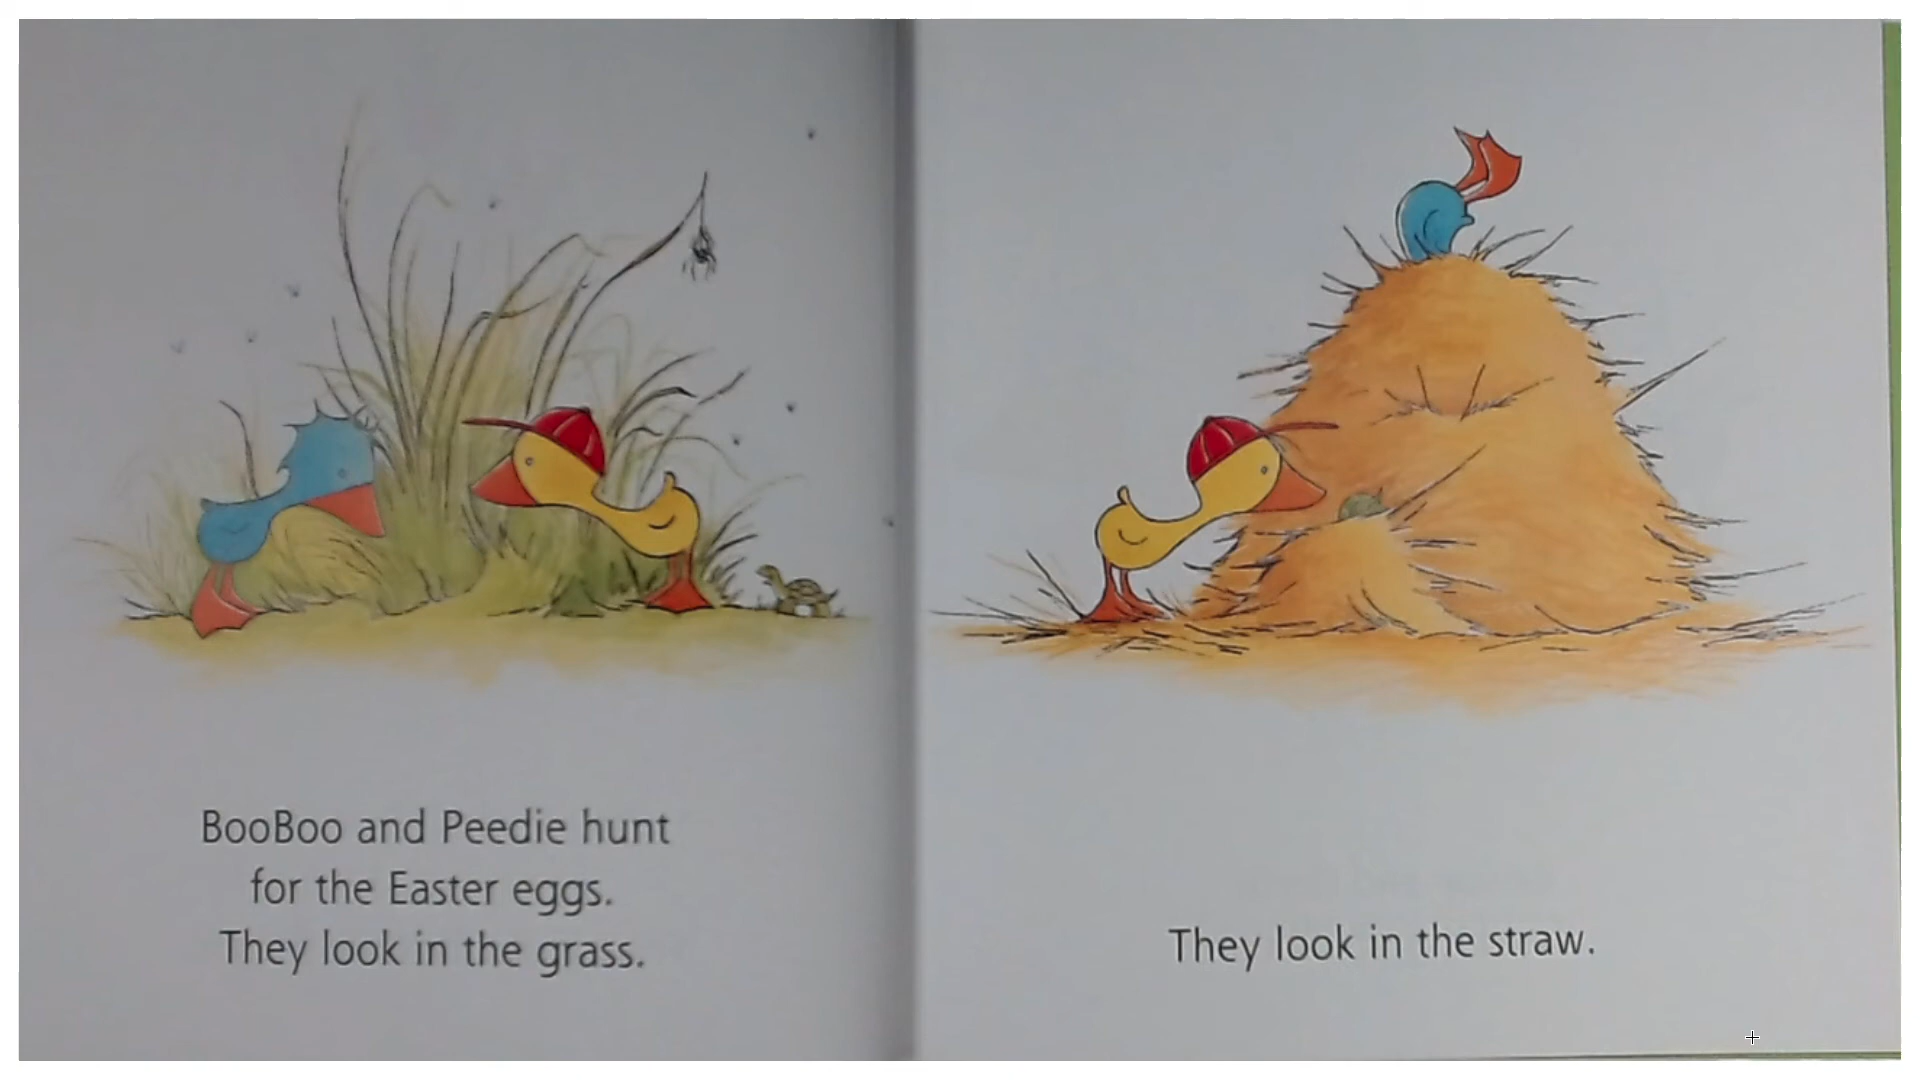 BooBoo and Peedie hunt
for the Easter eggs.
They look in the grass.
They look in the straw.